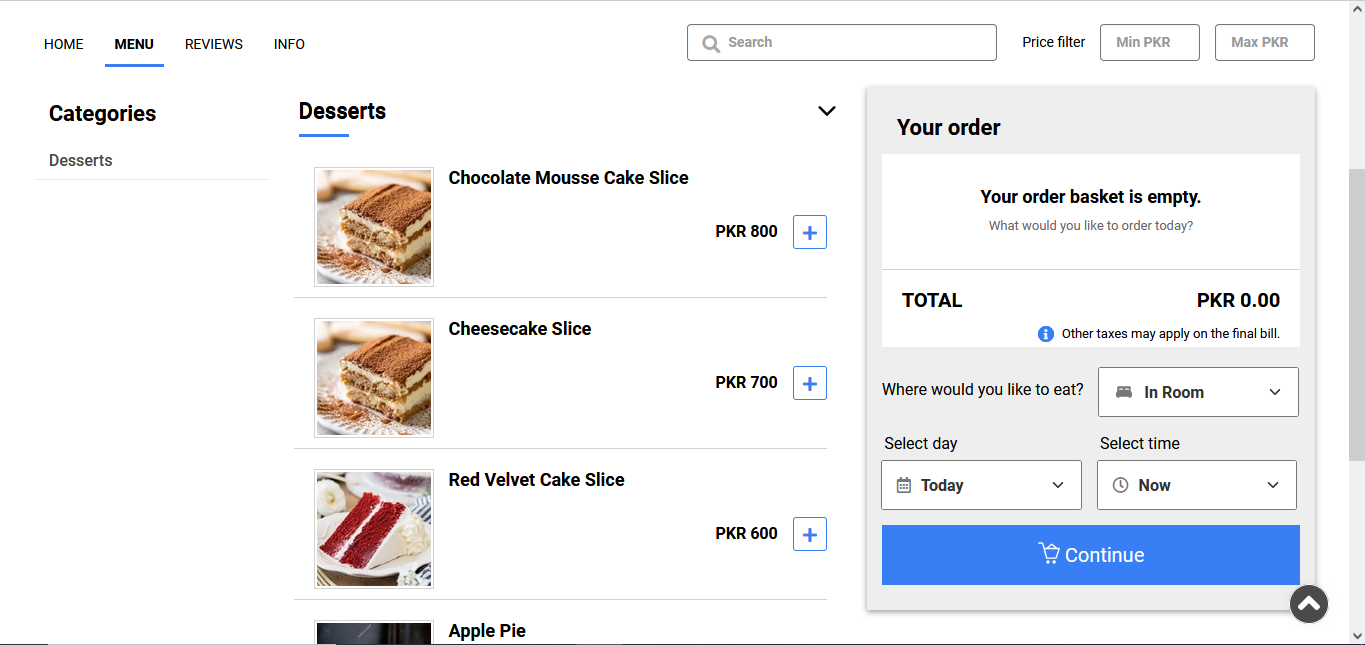 HOME MENU REVIEWS INFO Search Price filter Min PKR Max PKR
Categories
Desserts
Desserts
Chocolate Mousse Cake Slice
PKR 800
Cheesecake Slice
PKR 700
Red Velvet Cake Slice
PKR 600
Apple Pie
Your order
Your order basket is empty.
What would you like to order today?
TOTAL PKR 0.00
Other taxes may apply on the final bill.
Where would you like to eat? In Room
Select day Select time
Today Now
Continue